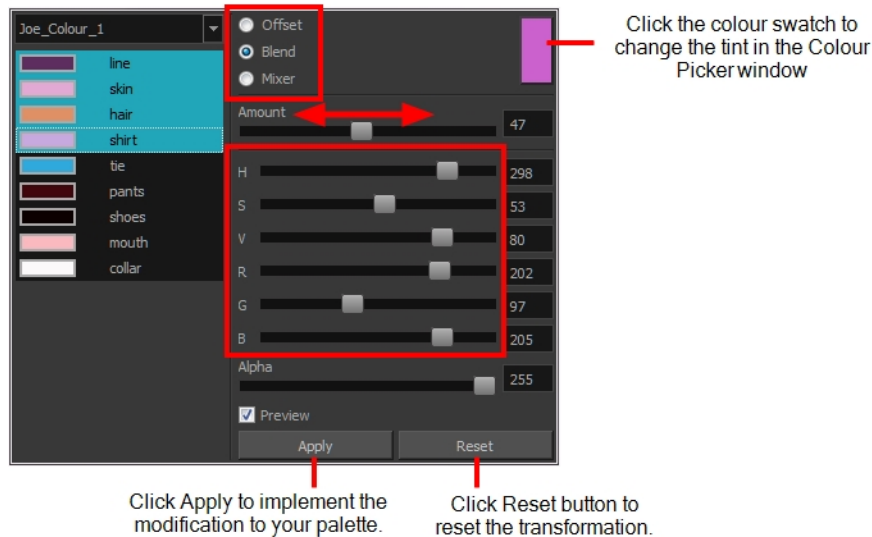 Joe_Colour_1
line
skin
hair
shirt
tie
pants
shoes
mouth
collar
Offset
Blend
Mixer
Click the colour swatch to
change the tint in the Colour
Picker window
Amount
47
H
298
S
53
V
80
R
202
G
97
B
205
Alpha
255
Preview
Apply
Reset
Click Apply to implement the
modification to your palette.
Click Reset button to
reset the transformation.